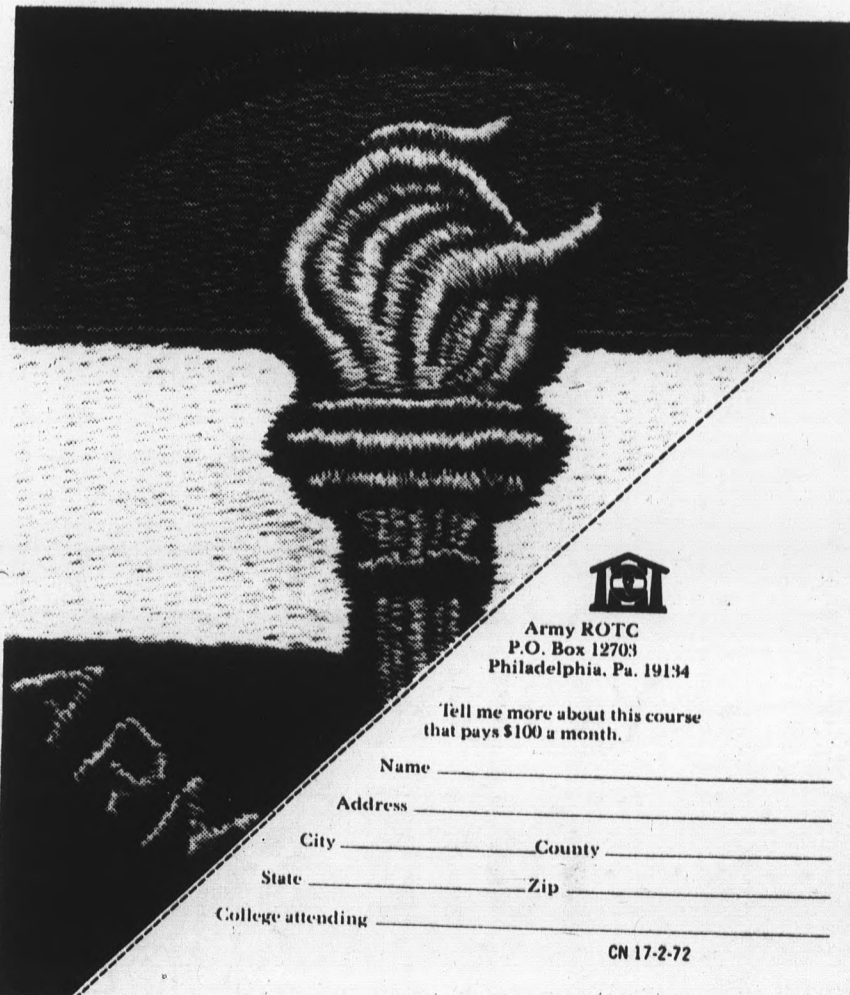 Army ROTC
P.O. Box 12703
Philadelphia, Pa. 19134
Tell me more about this course
that pays $100 a month.
Name
Address
City County
State Zip
College attending
CN 17-2-72